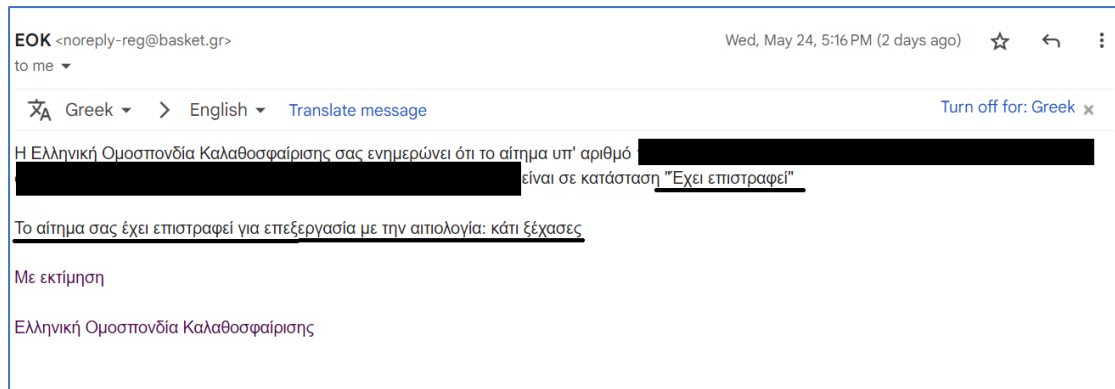 EOK <noreply-reg@basket.gr>
Wed, May 24, 5:16 PM (2 days ago)
to me
Greek > English Translate message
Turn off for: Greek ×
Η Ελληνική Ομοσπονδία Καλαθοσφαίρισης σας ενημερώνει ότι το αίτημα υπ' αριθμό
είναι σε κατάσταση "Έχει επιστραφεί"
Το αίτημα σας έχει επιστραφεί για επεξεργασία με την αιτιολογία: κάτι ξέχασες
Με εκτίμηση
Ελληνική Ομοσπονδία Καλαθοσφαίρισης